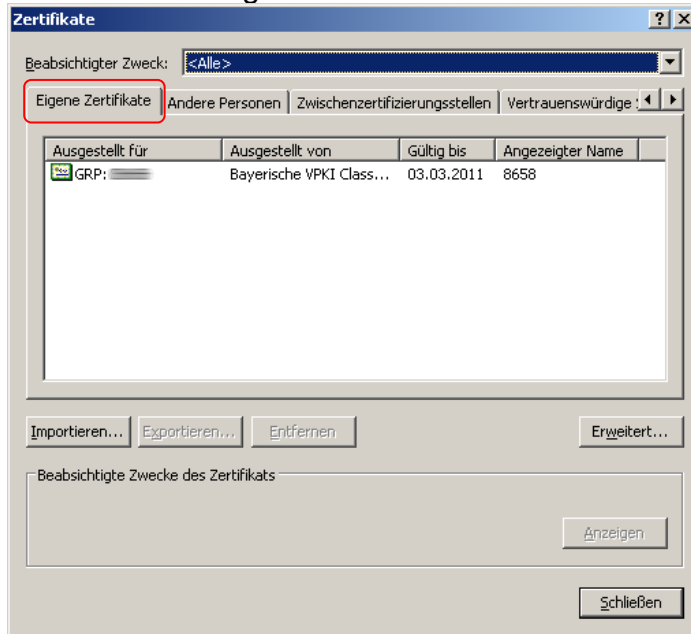 Zertifikate
Beabsichtigter Zweck: <Alle>
Eigene Zertifikate Andere Personen Zwischenzertifizierungsstellen Vertrauenswürdige
Ausgestellt für Ausgestellt von Gültig bis Angezeigter Name
GRP: Bayerische VPKI Class... 03.03.2011 8658
Importieren... Exportieren... Entfernen Erweitert...
Beabsichtigte Zwecke des Zertifikats
Anzeigen
Schließen